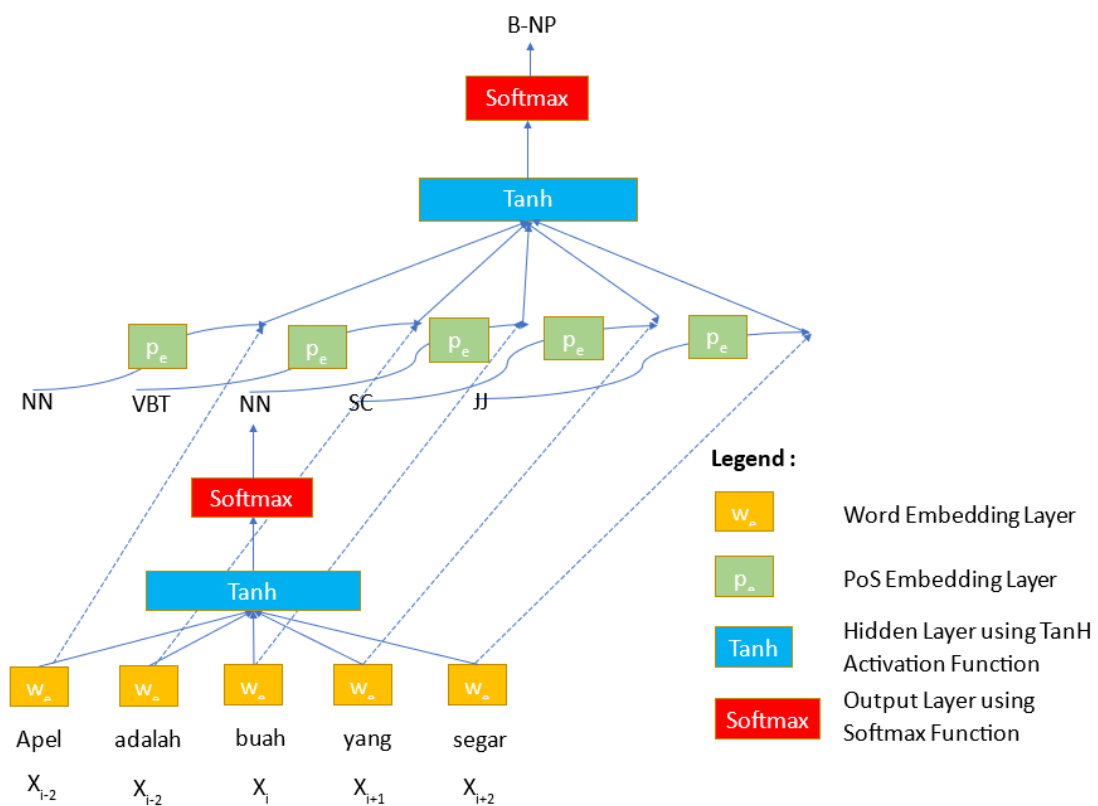 B-NP
Softmax
Tanh
pe pe pe pe pe
NN VBT NN SC JJ
Softmax
Tanh
we we we we we
Apel adalah buah yang segar
Xi-2 Xi-2 Xi Xi+1 Xi+2
Legend :
we Word Embedding Layer
pe PoS Embedding Layer
Tanh Hidden Layer using TanH
Activation Function
Softmax Output Layer using
Softmax Function